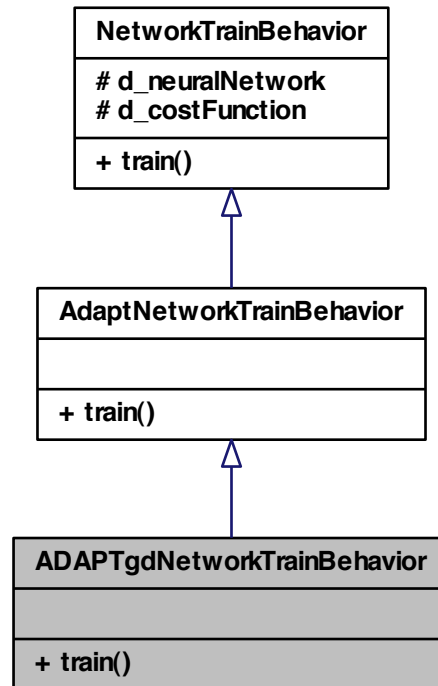 NetworkTrainBehavior
# d_neuralNetwork
# d_costFunction
+ train()
AdaptNetworkTrainBehavior
+ train()
ADAPTgdNetworkTrainBehavior
+ train()